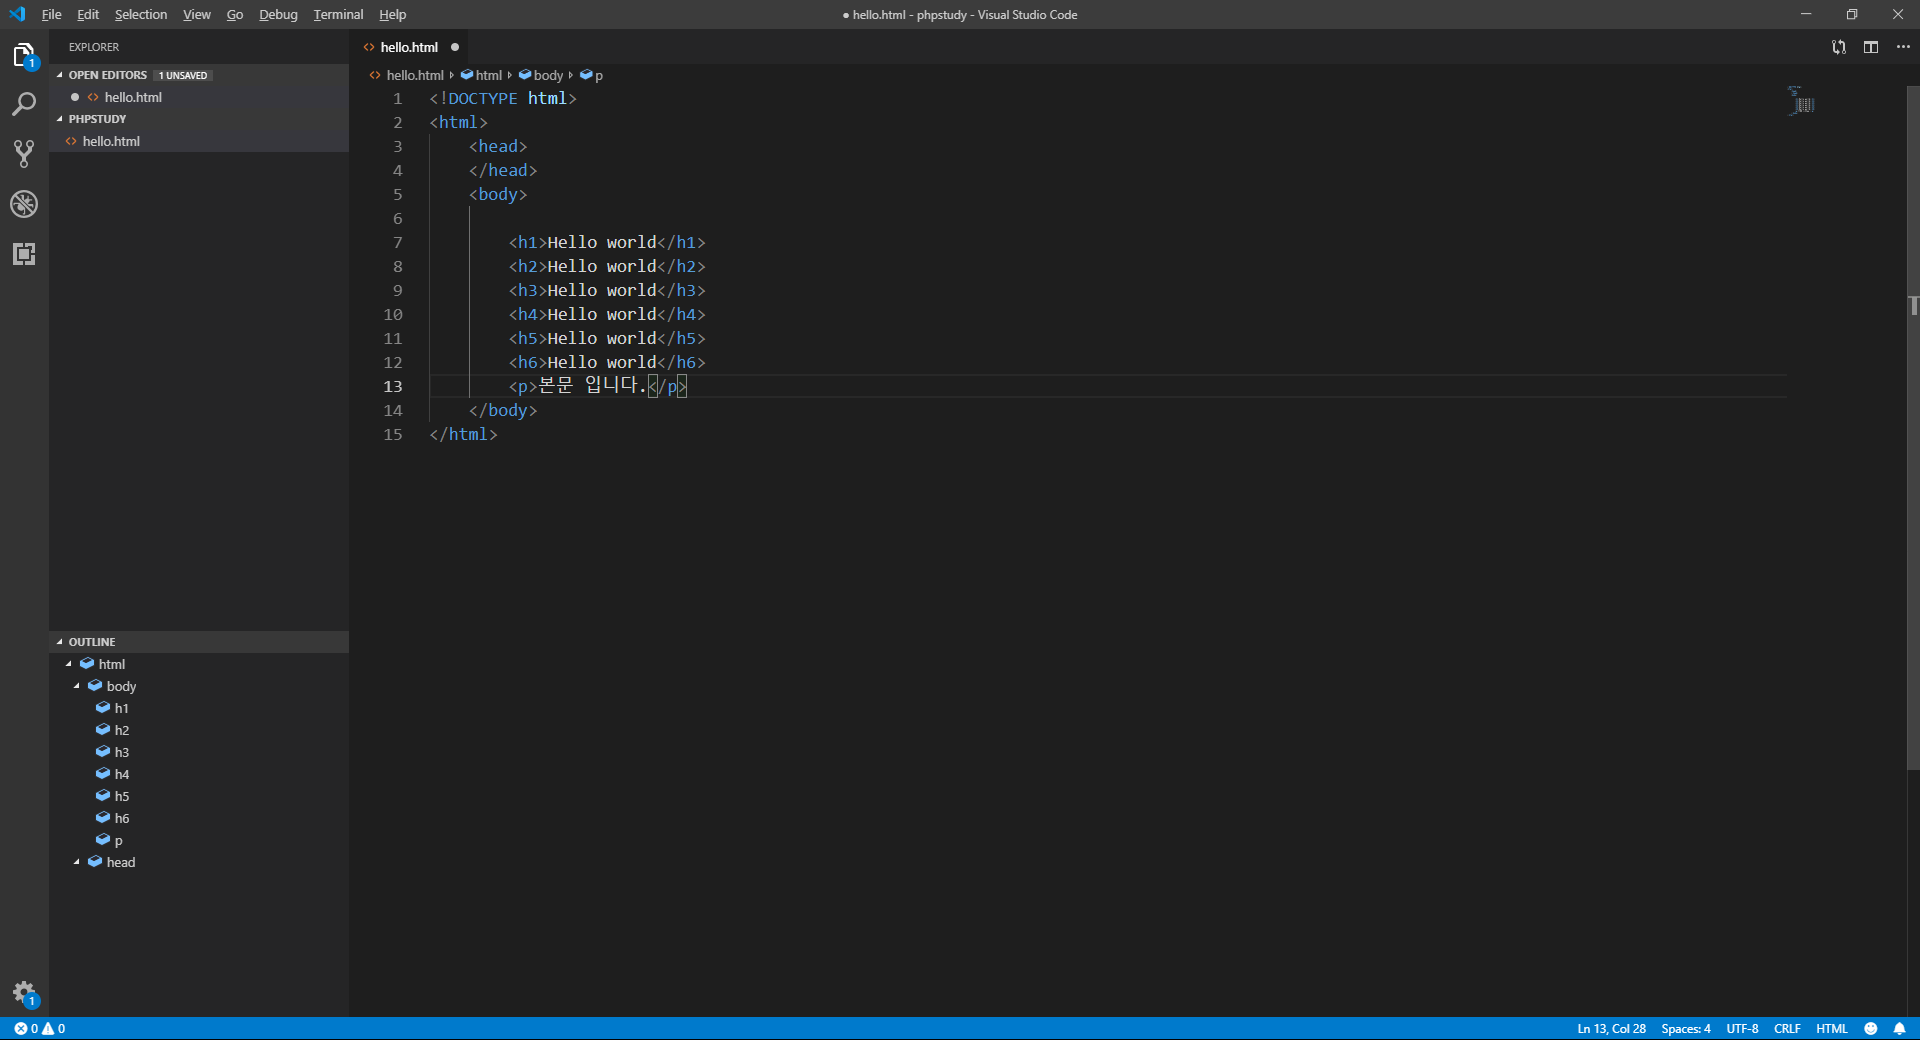 File Edit Selection View Go Debug Terminal Help
● hello.html - phpstudy - Visual Studio Code
EXPLORER
OPEN EDITORS 1 UNSAVED
hello.html
PHPSTUDY
hello.html
hello.html
hello.html html body p
1 <!DOCTYPE html>
2 <html>
3 <head>
4 </head>
5 <body>
6
7 <h1>Hello world</h1>
8 <h2>Hello world</h2>
9 <h3>Hello world</h3>
10 <h4>Hello world</h4>
11 <h5>Hello world</h5>
12 <h6>Hello world</h6>
13 <p>본문 입니다.</p>
14 </body>
15 </html>
OUTLINE
html
body
h1
h2
h3
h4
h5
h6
p
head
1
1
0 0
Ln 13, Col 28 Spaces: 4 UTF-8 CRLF HTML